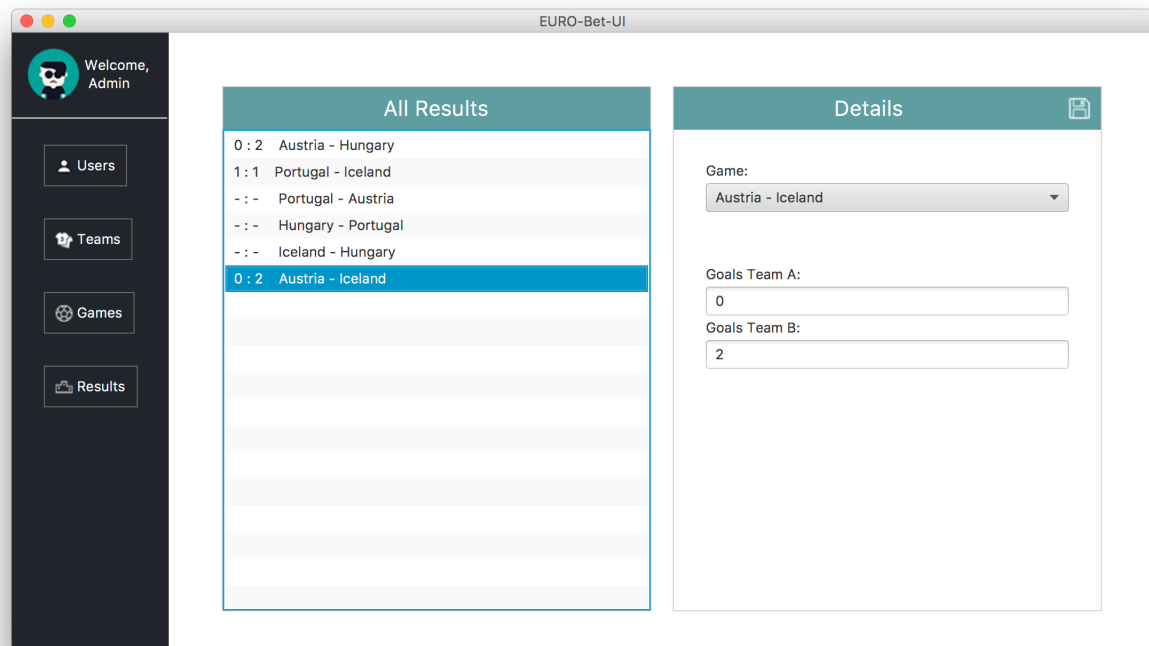 EURO-Bet-UI
Welcome,
Admin
Users
Teams
Games
Results
All Results
0 : 2 Austria - Hungary
1 : 1 Portugal - Iceland
- : - Portugal - Austria
- : - Hungary - Portugal
- : - Iceland - Hungary
0 : 2 Austria - Iceland
Details
Game:
Austria - Iceland
Goals Team A:
0
Goals Team B:
2